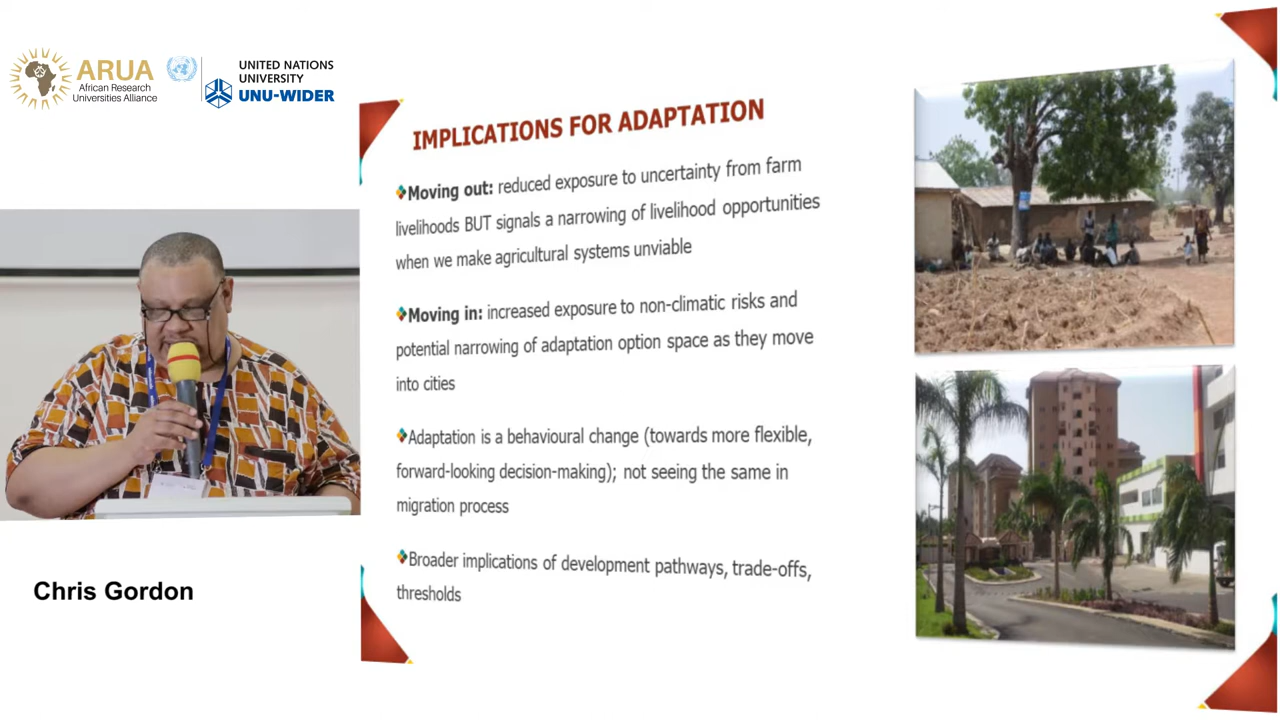 ARUA
African Research
Universities Alliance
UNITED NATIONS
UNIVERSITY
UNU-WIDER
IMPLICATIONS FOR ADAPTATION
Moving out: reduced exposure to uncertainty from farm
livelihoods BUT signals a narrowing of livelihood opportunities
when we make agricultural systems unviable
Moving in: increased exposure to non-climatic risks and
potential narrowing of adaptation option space as they move
into cities
Adaptation is a behavioural change (towards more flexible,
forward-looking decision-making); not seeing the same in
migration process
Broader implications of development pathways, trade-offs,
thresholds
Chris Gordon